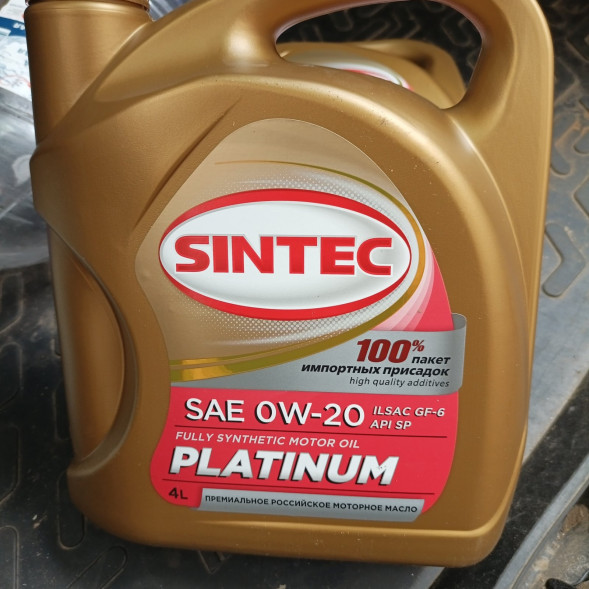 SINTEC
100% пакет
импортных присадок
high quality additives
SAE 0W-20 ILSAC GF-6
API SP
FULLY SYNTHETIC MOTOR OIL
PLATINUM
4L ПРЕМИАЛЬНОЕ РОССИЙСКОЕ МОТОРНОЕ МАСЛО